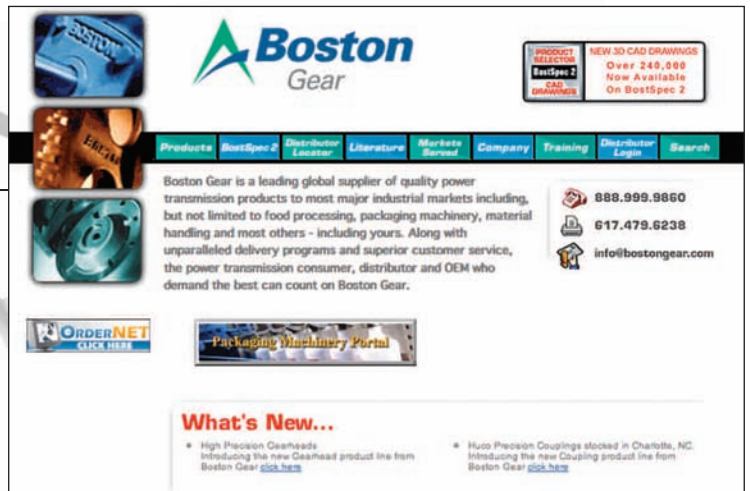 BOSTON
Boston
Gear
PRODUCT
SELECTOR
BostSpec 2
CAD
DRAWINGS
NEW 3D CAD DRAWINGS
Over 240,000
Now Available
On BostSpec 2
Products
BostSpec 2
Distributor
Locator
Literature
Markets
Served
Company
Training
Distributor
Login
Search
Boston Gear is a leading global supplier of quality power
transmission products to most major industrial markets including,
but not limited to food processing, packaging machinery, material
handling and most others - including yours. Along with
unparalleled delivery programs and superior customer service,
the power transmission consumer, distributor and OEM who
demand the best can count on Boston Gear.
888.999.9860
617.479.6238
info@bostongear.com
ORDERNET
CLICK HERE
Packaging Machinery Portal
What's New...
High Precision Gearheads
Introducing the new Gearhead product line from
Boston Gear click here
Huco Precision Couplings stocked in Charlotte, NC.
Introducing the new Couping product line from
Boston Gear click here